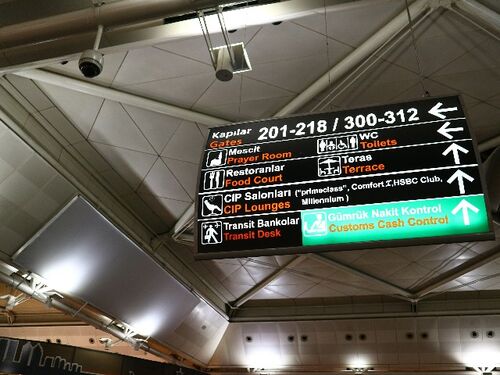 Kapılar
Gates
201-218 / 300-312
Mescit
Prayer Room
WC
Toilets
Restoranlar
Food Court
Teras
Terrace
CIP Salonları ("primeclass", Comfort, HSBC Club,
CIP Lounges Millennium )
Transit Bankolar
Transit Desk
Gümrük Nakit Kontrol
Customs Cash Control